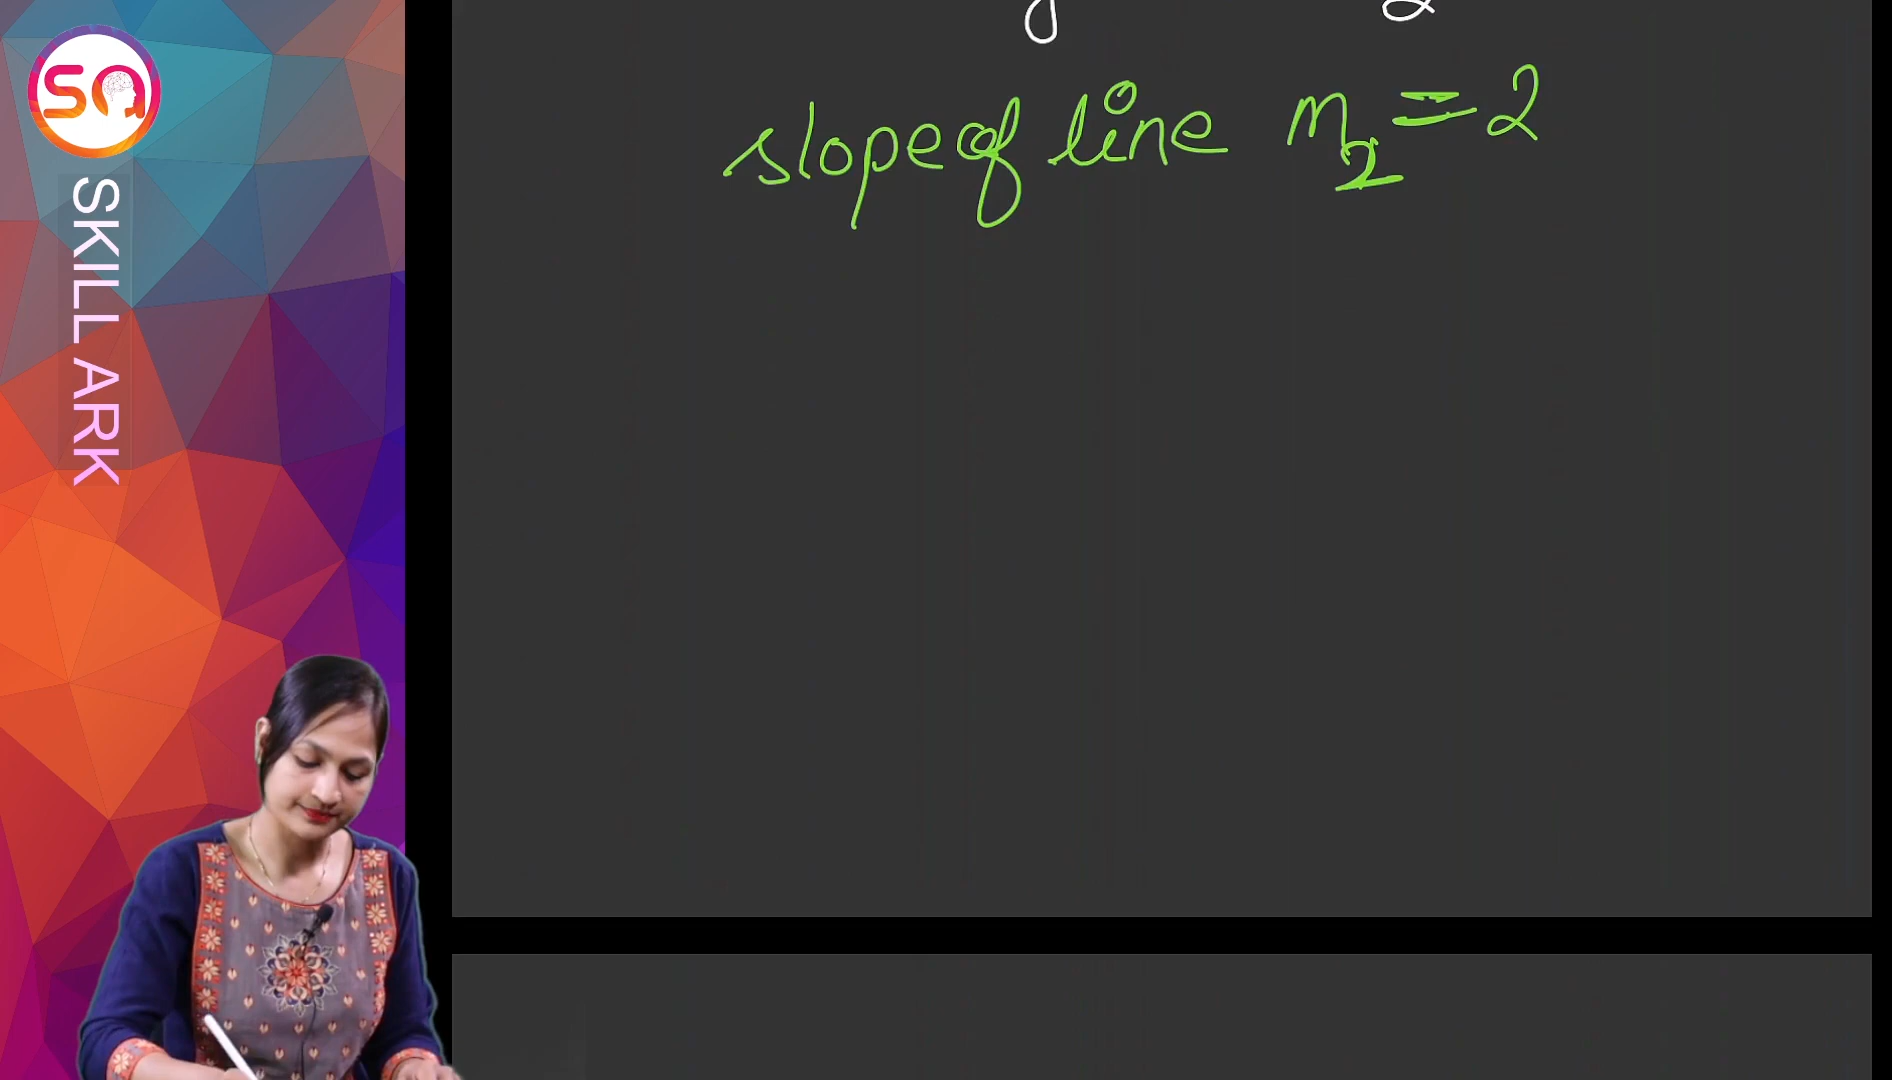 SA
SKILL ARK
slope of line m₂ = 2